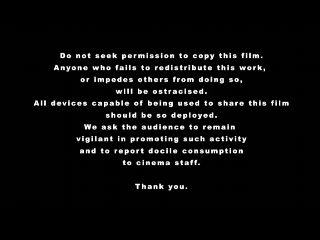 Do not seek permission to copy this film.
Anyone who fails to redistribute this work,
or impedes others from doing so,
will be ostracised.
All devices capable of being used to share this film
should be so deployed.
We ask the audience to remain
vigilant in promoting such activity
and to report docile consumption
to cinema staff.
Thank you.